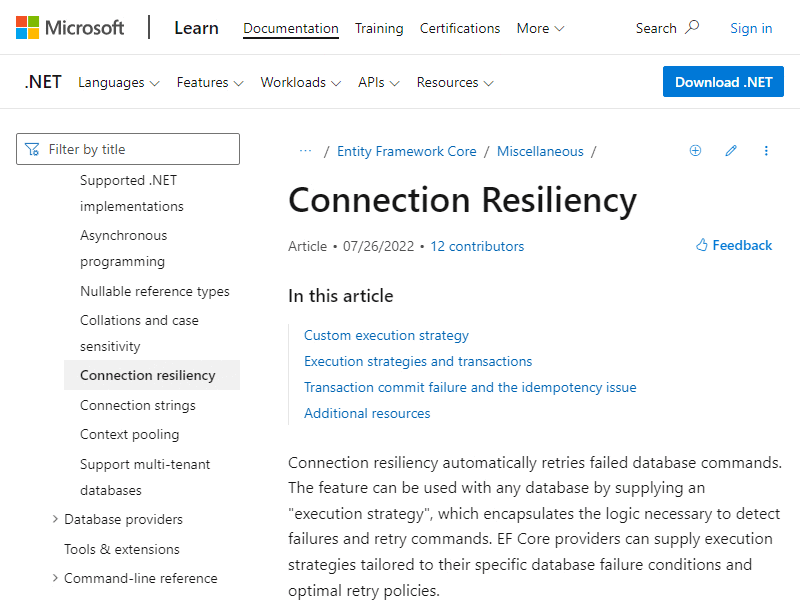 Microsoft Learn Documentation Training Certifications More Search Sign in
.NET Languages Features Workloads APIs Resources Download .NET
Filter by title
Supported .NET
implementations
Asynchronous
programming
Nullable reference types
Collations and case
sensitivity
Connection resiliency
Connection strings
Context pooling
Support multi-tenant
databases
Database providers
Tools & extensions
Command-line reference
... / Entity Framework Core / Miscellaneous /
Connection Resiliency
Article • 07/26/2022 • 12 contributors
Feedback
In this article
Custom execution strategy
Execution strategies and transactions
Transaction commit failure and the idempotency issue
Additional resources
Connection resiliency automatically retries failed database commands.
The feature can be used with any database by supplying an
"execution strategy", which encapsulates the logic necessary to detect
failures and retry commands. EF Core providers can supply execution
strategies tailored to their specific database failure conditions and
optimal retry policies.